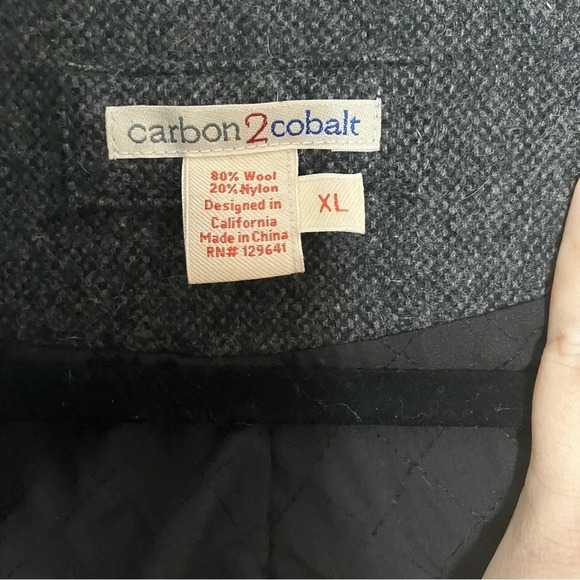 carbon2cobalt
80% Wool
20% Nylon
Designed in
California
Made in China
RN# 129641
XL